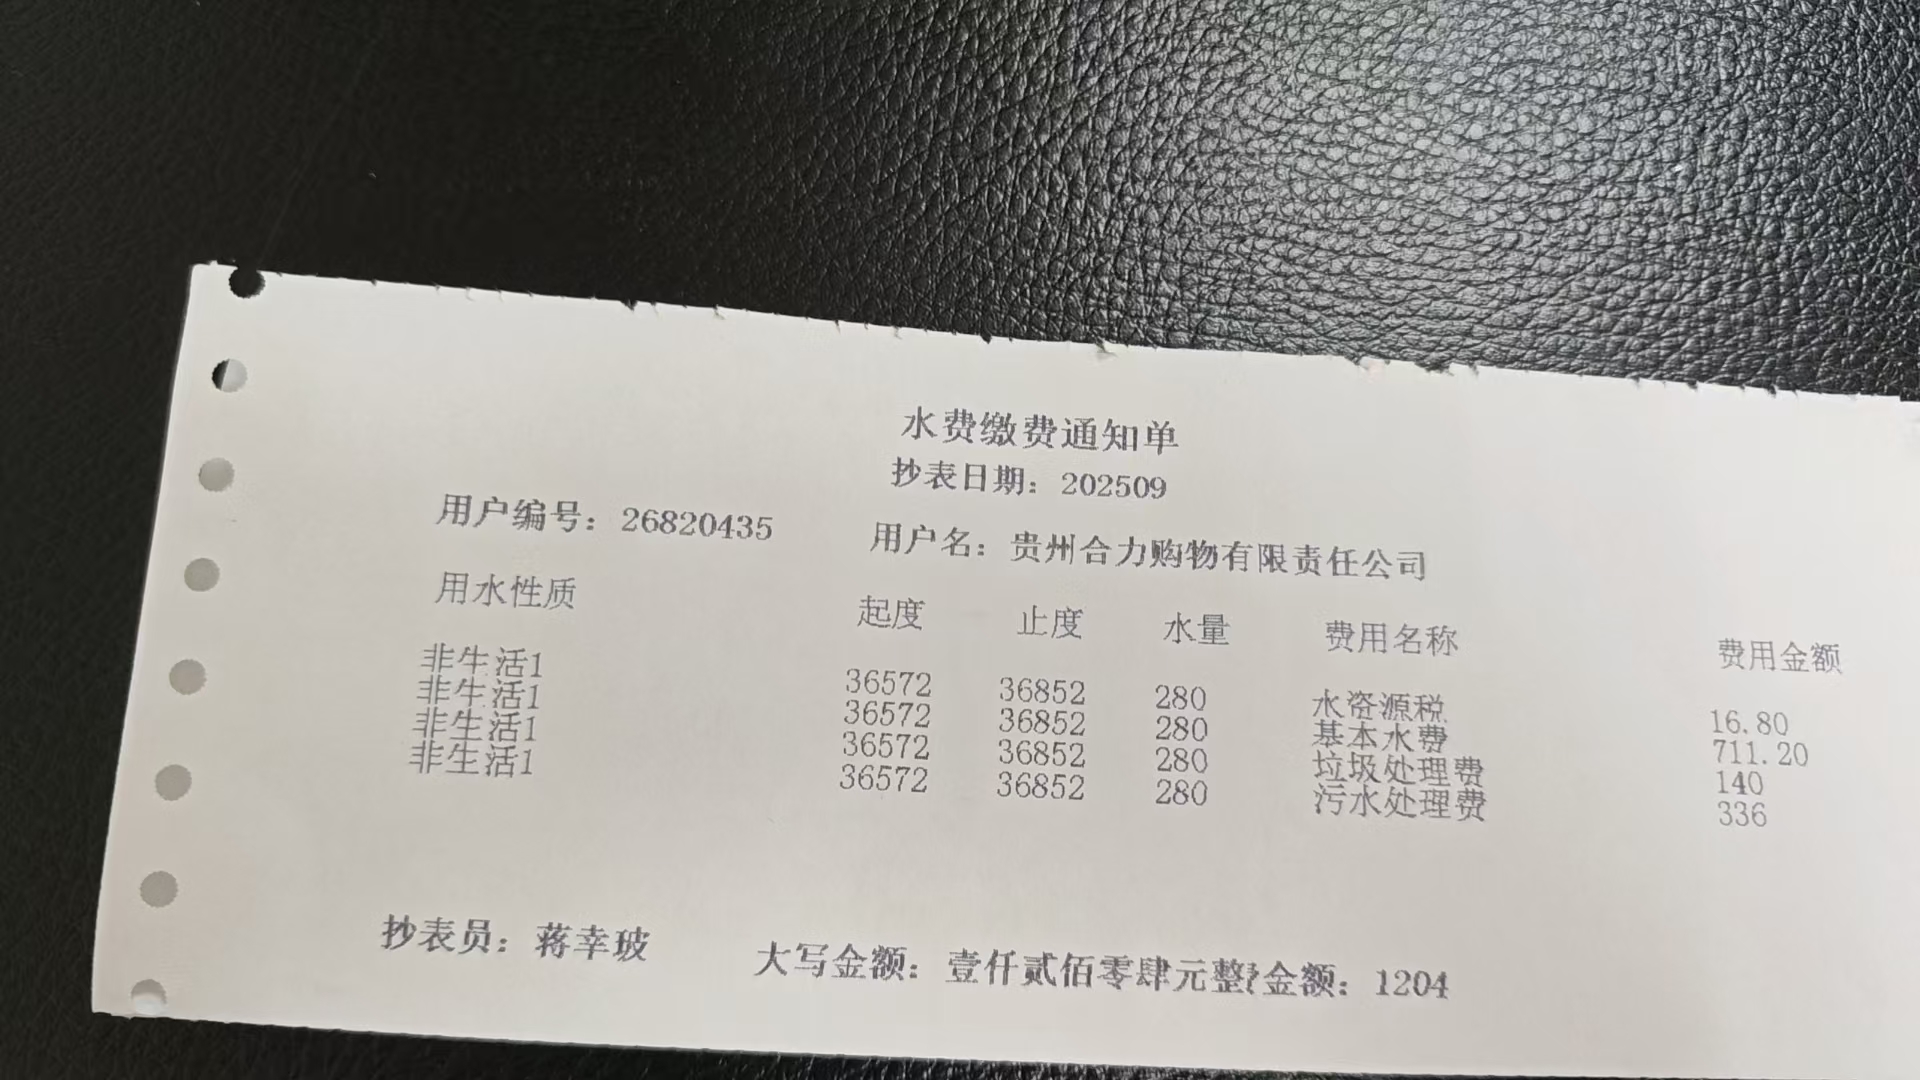 水费缴费通知单
抄表日期：202509
用户编号：26820435 用户名：贵州合力购物有限责任公司
用水性质 起度 止度 水量 费用名称 费用金额
非生活1 36572 36852 280 水资源税 16.80
非生活1 36572 36852 280 基本水费 711.20
非生活1 36572 36852 280 垃圾处理费 140
非生活1 36572 36852 280 污水处理费 336
抄表员：蒋幸玻 大写金额：壹仟贰佰零肆元整 金额：1204